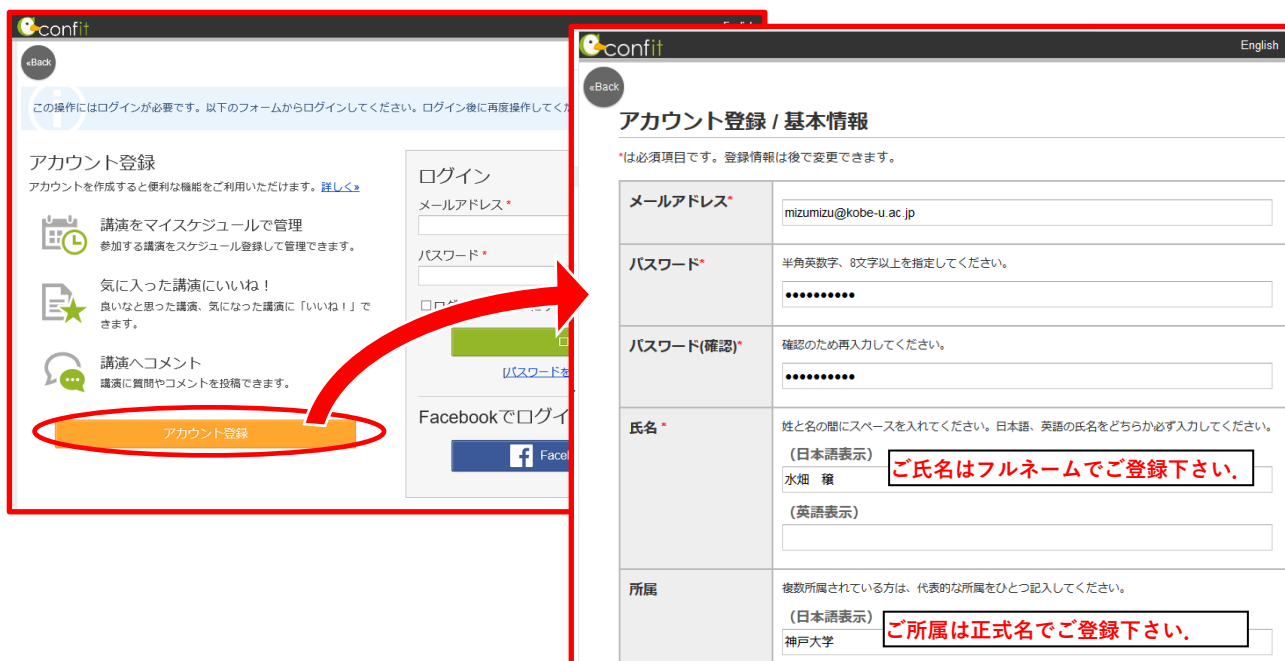 confit
«Back
この操作にはログインが必要です。以下のフォームからログインしてください。ログイン後に再度操作してくだ
アカウント登録
アカウントを作成すると便利な機能をご利用いただけます。詳しく»
講演をマイスケジュールで管理
参加する講演をスケジュール登録して管理できます。
気に入った講演にいいね！
良いなと思った講演、気になった講演に「いいね！」で
きます。
講演へコメント
講演に質問やコメントを投稿できます。
アカウント登録
ログイン
メールアドレス *
パスワード *
[パスワードを
Facebookでログイ
confit
English
«Back
アカウント登録 / 基本情報
*は必須項目です。登録情報は後で変更できます。
メールアドレス*
mizumizu@kobe-u.ac.jp
パスワード*
半角英数字、8文字以上を指定してください。
••••••••••
パスワード(確認)*
確認のため再入力してください。
••••••••••
氏名 *
姓と名の間にスペースを入れてください。日本語、英語の氏名をどちらか必ず入力してください。
（日本語表示）
ご氏名はフルネームでご登録下さい．
水畑　穣
（英語表示）
所属
複数所属されている方は、代表的な所属をひとつ記入してください。
（日本語表示）
ご所属は正式名でご登録下さい．
神戸大学